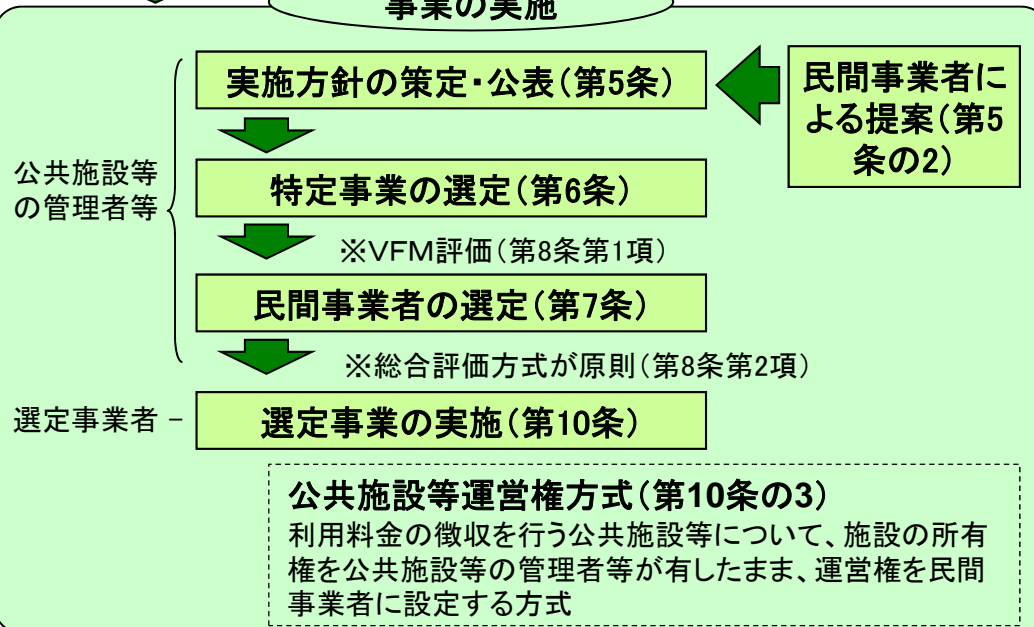 事業の実施
実施方針の策定・公表(第5条)
民間事業者に
よる提案(第5
条の2)
公共施設等
の管理者等
特定事業の選定(第6条)
※VFM評価(第8条第1項)
民間事業者の選定(第7条)
※総合評価方式が原則(第8条第2項)
選定事業者 −
選定事業の実施(第10条)
公共施設等運営権方式(第10条の3)
利用料金の徴収を行う公共施設等について、施設の所有
権を公共施設等の管理者等が有したまま、運営権を民間
事業者に設定する方式